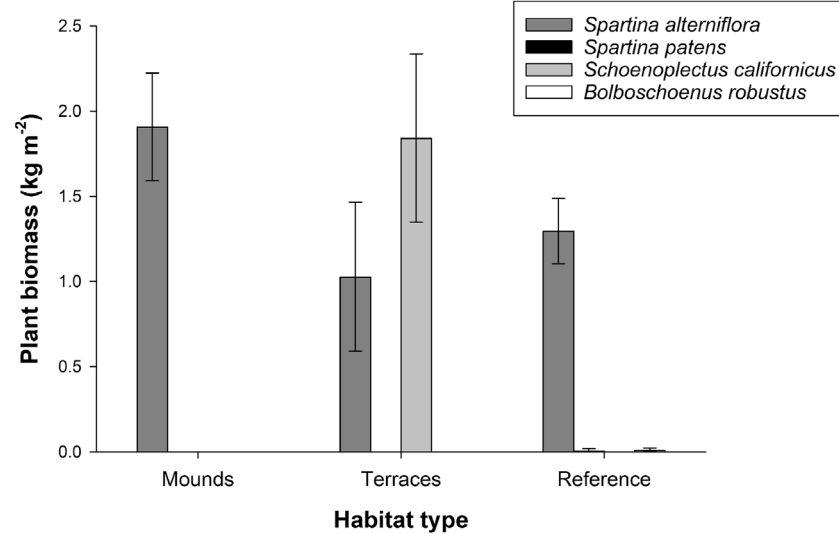 Spartina alterniflora
Spartina patens
Schoenoplectus californicus
Bolboschoenus robustus
2.5
2.0
1.5
1.0
0.5
0.0
Plant biomass (kg m-2)
Mounds Terraces Reference
Habitat type